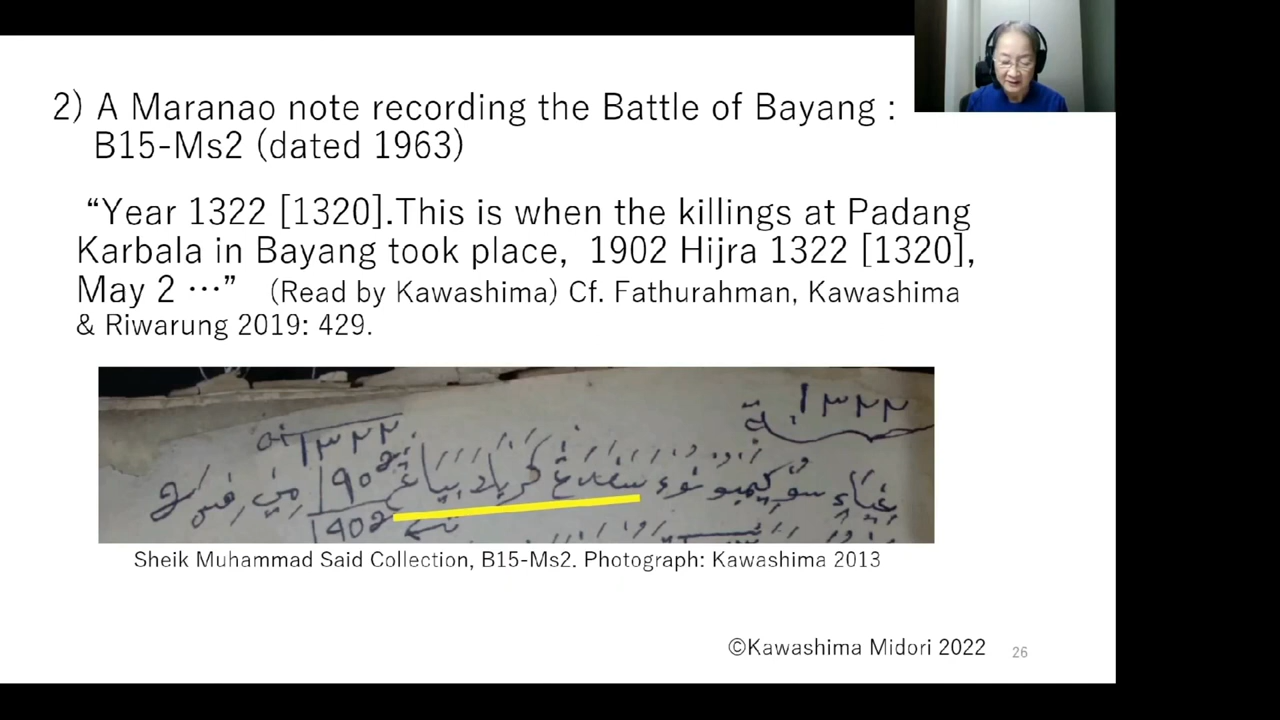 2) A Maranao note recording the Battle of Bayang :
B15-Ms2 (dated 1963)
“Year 1322 [1320].This is when the killings at Padang
Karbala in Bayang took place, 1902 Hijra 1322 [1320],
May 2 …” (Read by Kawashima) Cf. Fathurahman, Kawashima
& Riwarung 2019: 429.
سنة ١٣٢٢
١٣٢٢
كربلا
Sheik Muhammad Said Collection, B15-Ms2. Photograph: Kawashima 2013
©Kawashima Midori 2022 26